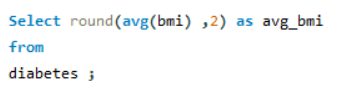 Select round(avg(bmi) ,2) as avg_bmi
from
diabetes ;